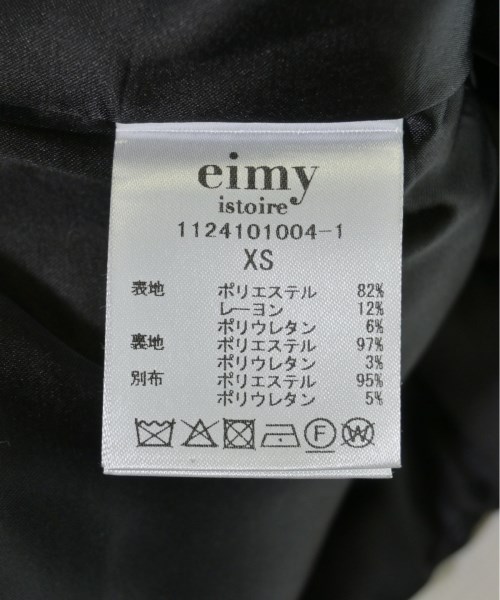 eimy
istoire
1124101004-1
XS
表地 ポリエステル 82%
レーヨン 12%
ポリウレタン 6%
裏地 ポリエステル 97%
ポリウレタン 3%
別布 ポリエステル 95%
ポリウレタン 5%
F W